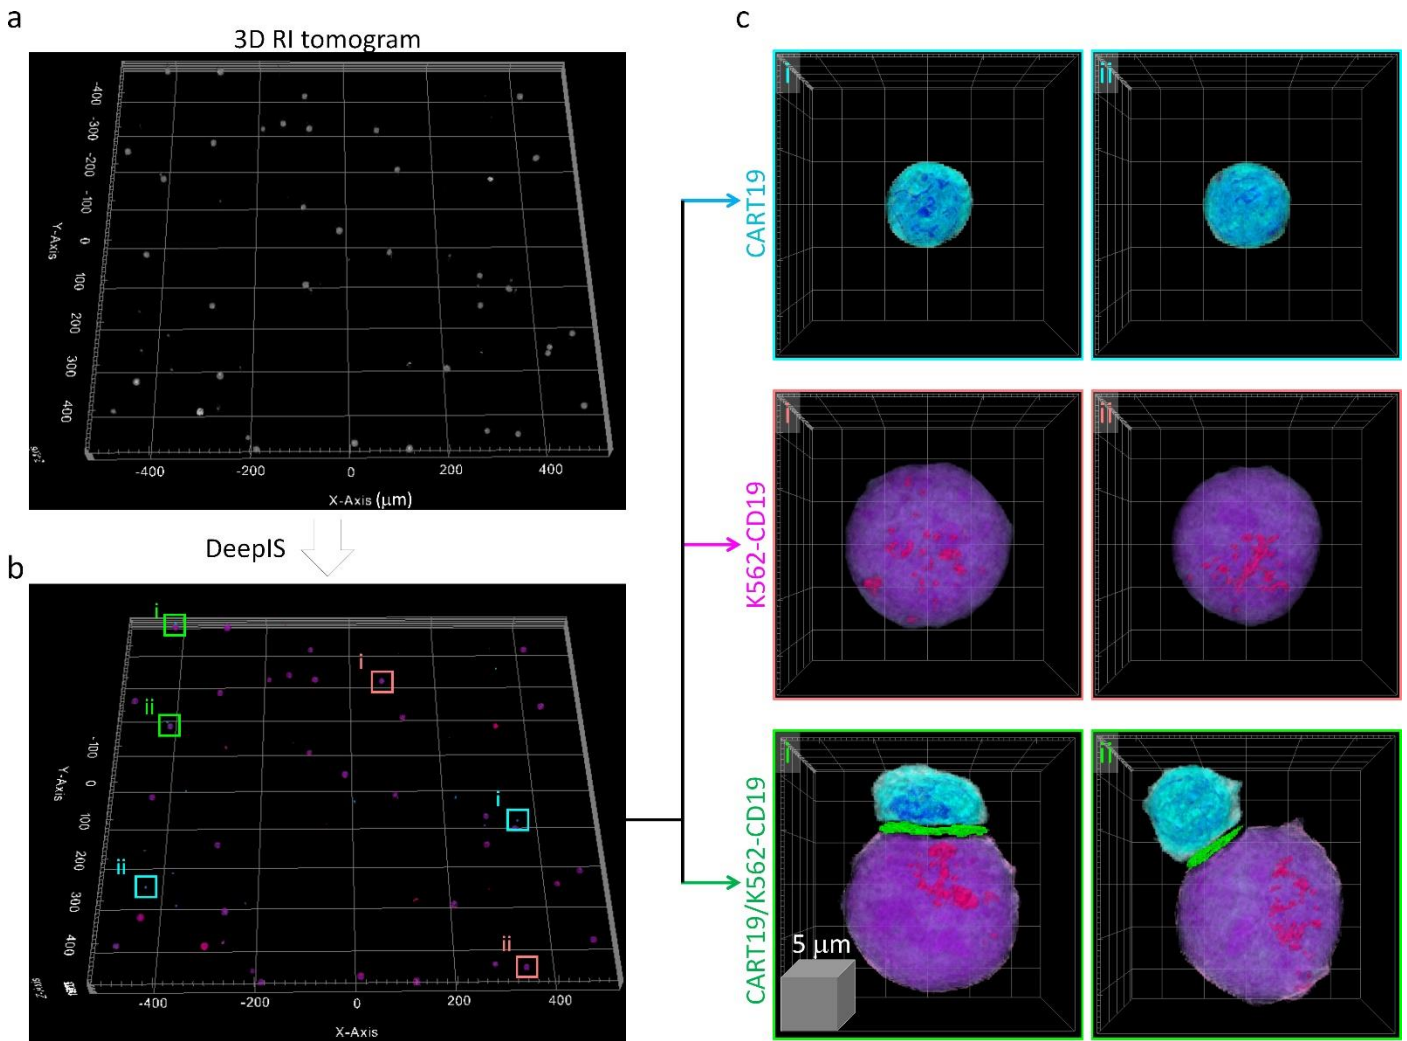 a
3D RI tomogram
-400
-300
-200
-100
0
100
200
300
400
Y-Axis
-400 -200 0 200 400
X-Axis (µm)
DeepIS
b
i
i
ii
i
ii
ii
-100
0
100
200
300
400
Y-Axis
-400 -200 0 200 400
X-Axis
c
CART19
i
ii
K562-CD19
i
ii
CART19/K562-CD19
i
ii
5 µm